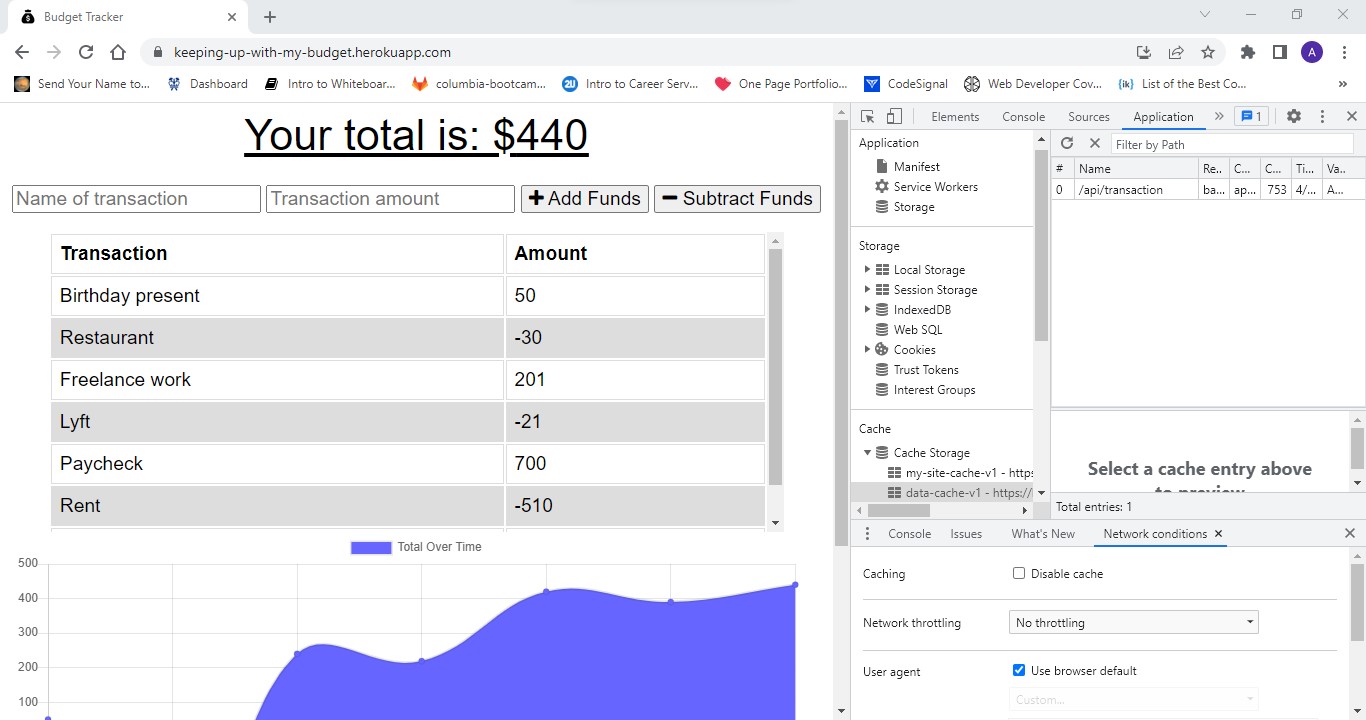 Budget Tracker
keeping-up-with-my-budget.herokuapp.com
A
Send Your Name to...
Dashboard
Intro to Whiteboar...
columbia-bootcam...
2U
Intro to Career Serv...
One Page Portfolio...
CodeSignal
Web Developer Cov...
{ik}
List of the Best Co...
»
Your total is: $440
Name of transaction
Transaction amount
Add Funds
Subtract Funds
Transaction Amount
Birthday present 50
Restaurant -30
Freelance work 201
Lyft -21
Paycheck 700
Rent -510
Total Over Time
500
400
300
200
100
Elements
Console
Sources
Application
»
1
Application
Manifest
Service Workers
Storage
Storage
Local Storage
Session Storage
IndexedDB
Web SQL
Cookies
Trust Tokens
Interest Groups
Cache
Cache Storage
my-site-cache-v1 - https
data-cache-v1 - https://
Filter by Path
# Name Re.. C... C... Ti... Va..
0 /api/transaction ba... ap... 753 4/... A...
Select a cache entry above
to preview
Total entries: 1
Console
Issues
What's New
Network conditions
Caching
Disable cache
Network throttling
No throttling
User agent
Use browser default
Custom...